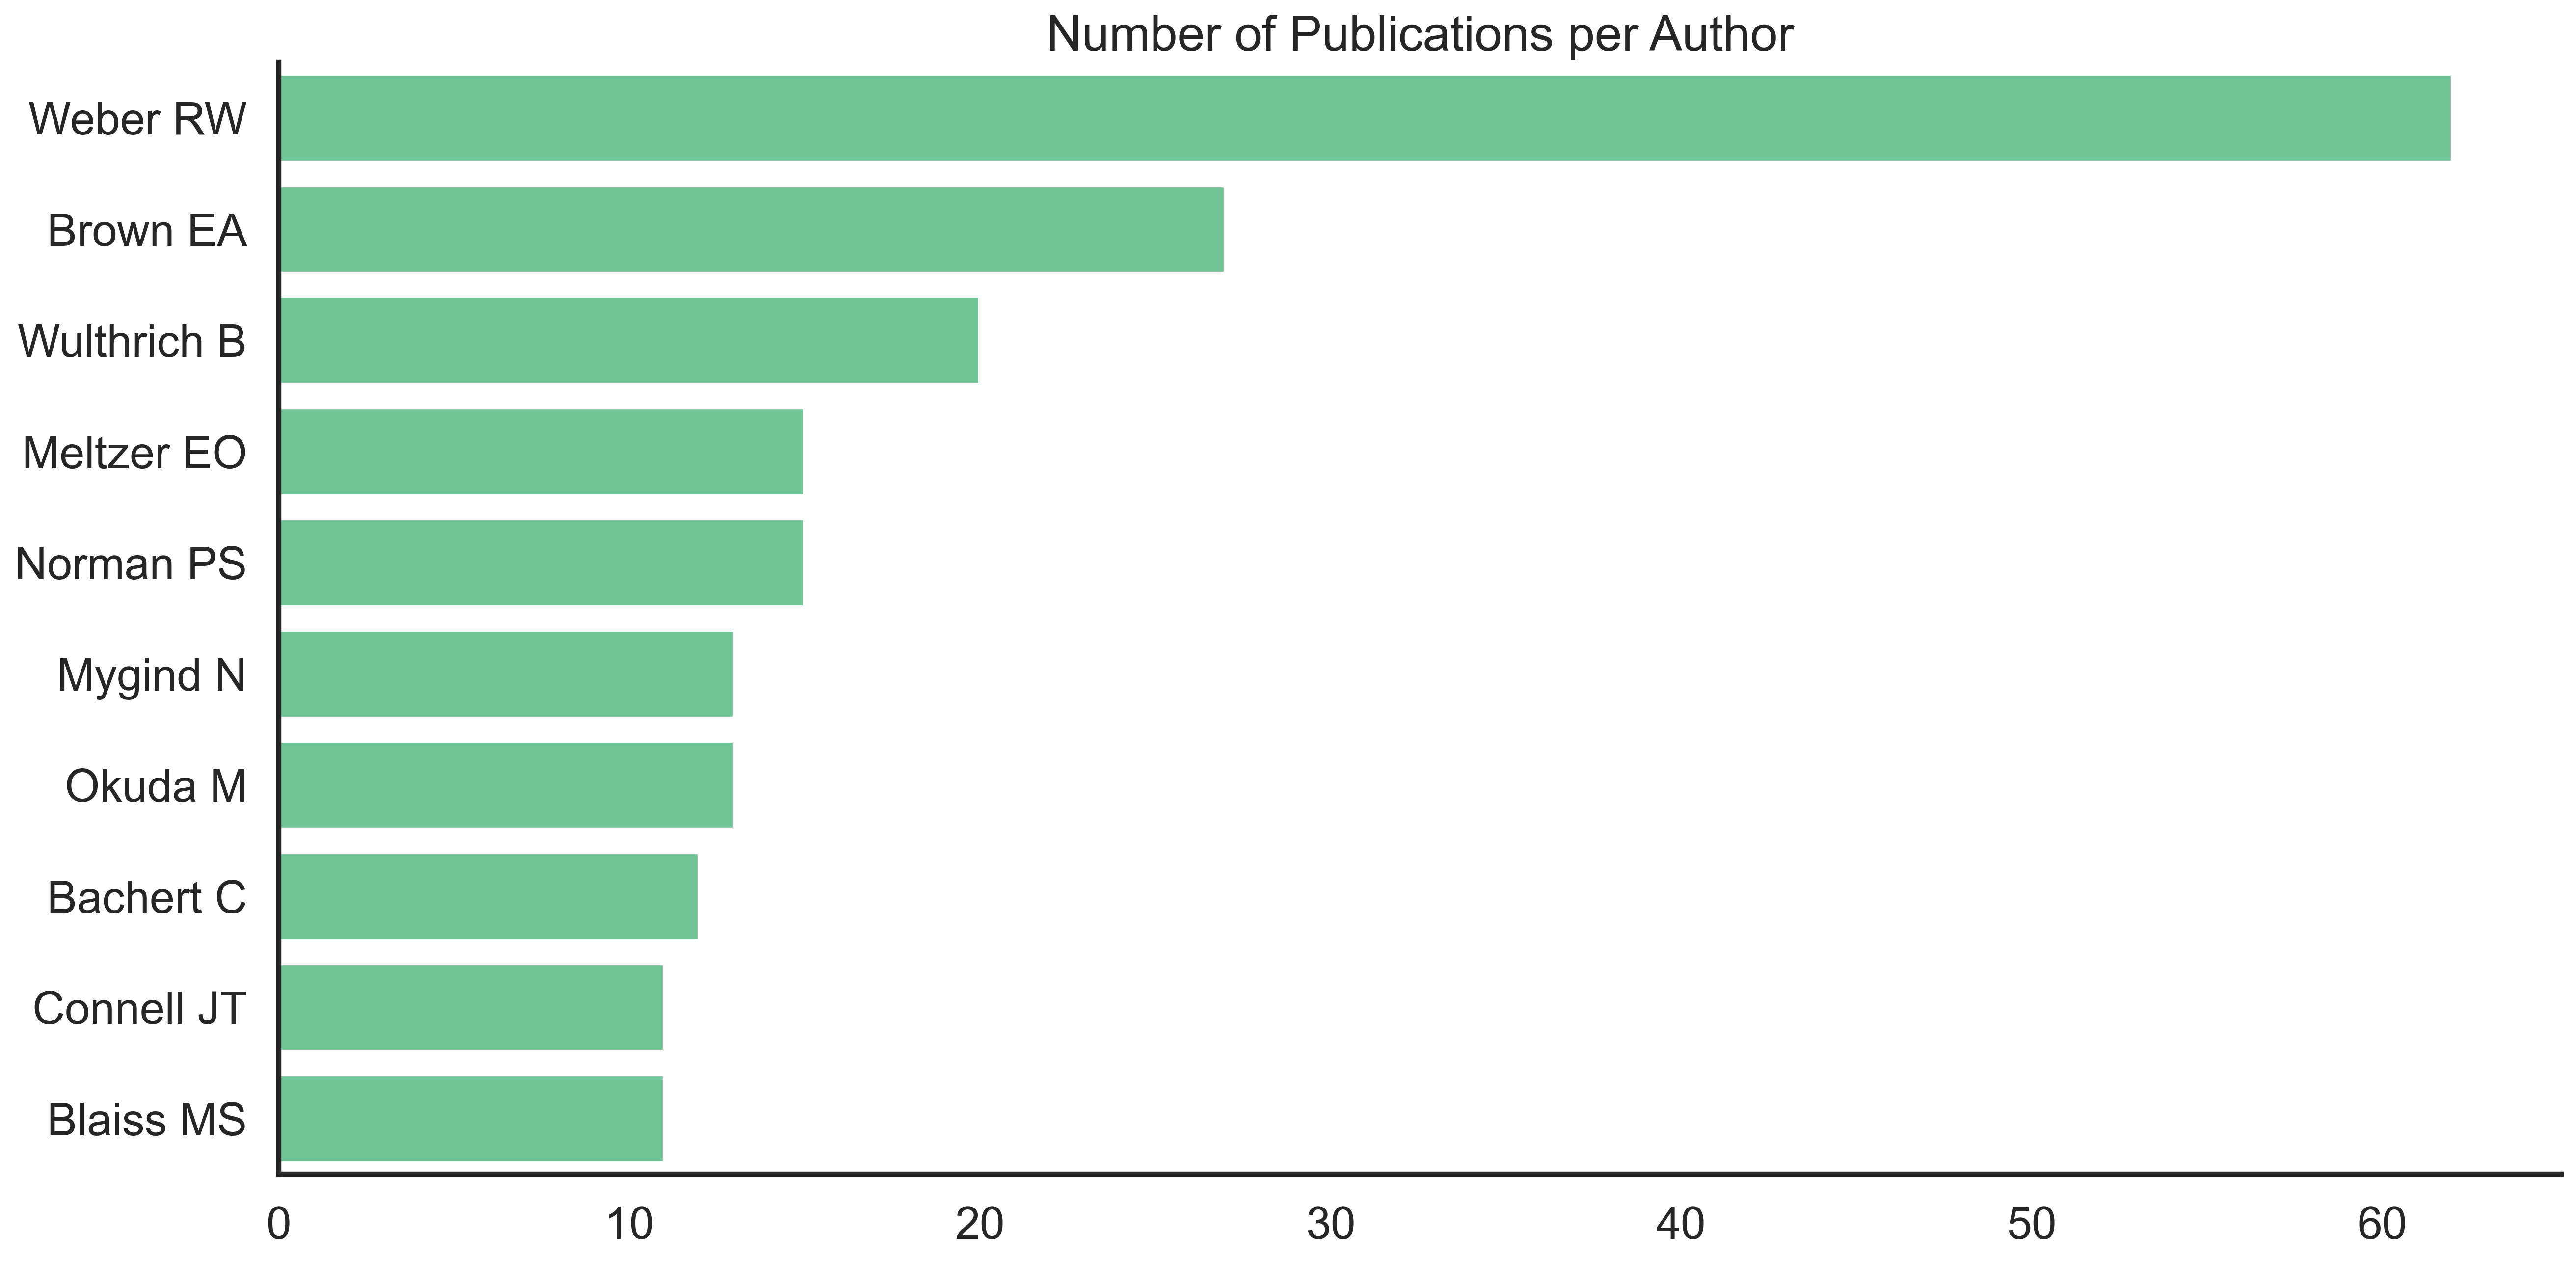 Number of Publications per Author
Weber RW
Brown EA
Wulthrich B
Meltzer EO
Norman PS
Mygind N
Okuda M
Bachert C
Connell JT
Blaiss MS
0 10 20 30 40 50 60